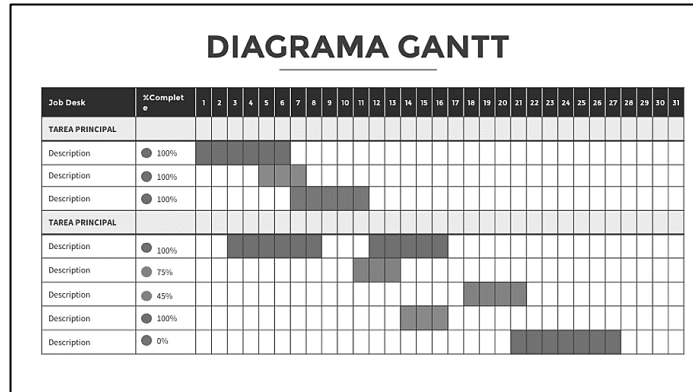 DIAGRAMA GANTT
Job Desk %Complet
e 1 2 3 4 5 6 7 8 9 10 11 12 13 14 15 16 17 18 19 20 21 22 23 24 25 26 27 28 29 30 31
TAREA PRINCIPAL
Description 100%
Description 100%
Description 100%
TAREA PRINCIPAL
Description 100%
Description 75%
Description 45%
Description 100%
Description 0%